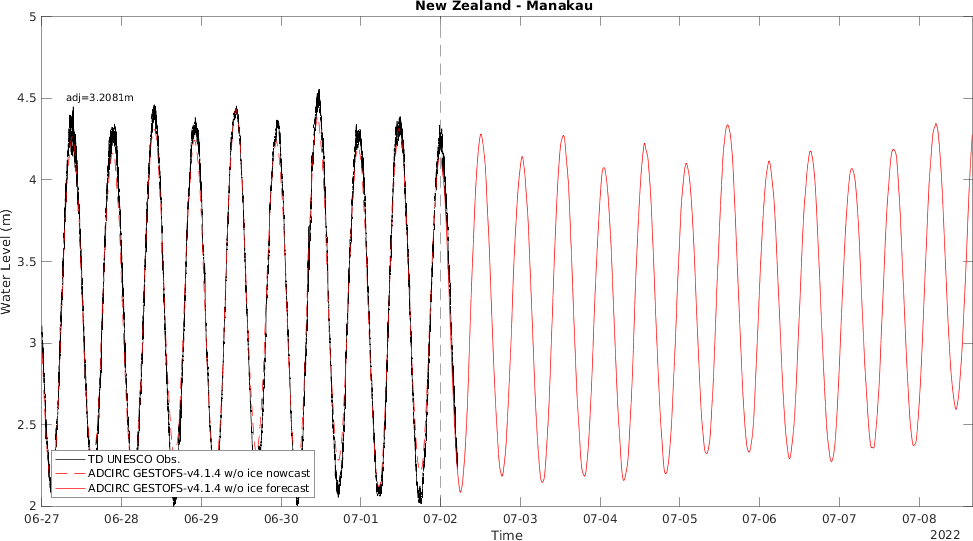 New Zealand - Manakau
5
4.5
4
3.5
3
2.5
2
Water Level (m)
adj=3.2081m
TD UNESCO Obs.
ADCIRC GESTOFS-v4.1.4 w/o ice nowcast
ADCIRC GESTOFS-v4.1.4 w/o ice forecast
06-27 06-28 06-29 06-30 07-01 07-02 07-03 07-04 07-05 07-06 07-07 07-08
Time
2022